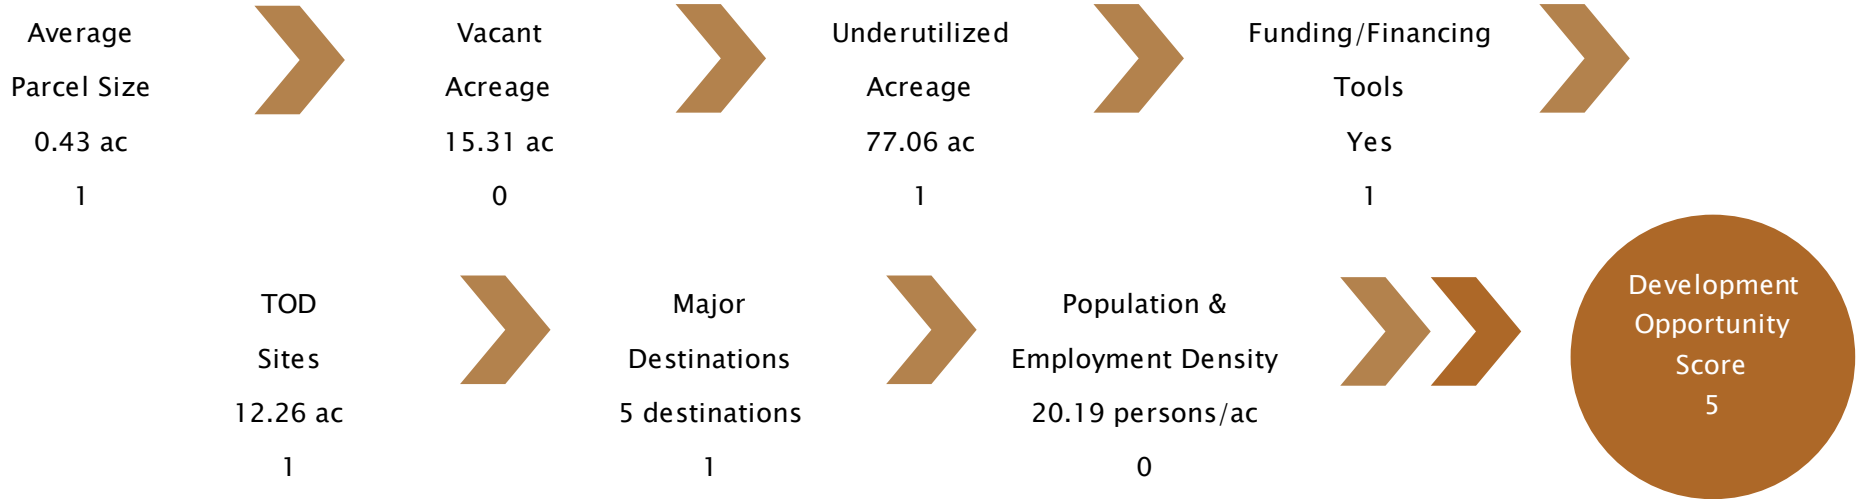 Average
Parcel Size
0.43 ac
1
Vacant
Acreage
15.31 ac
0
Underutilized
Acreage
77.06 ac
1
Funding/Financing
Tools
Yes
1
TOD
Sites
12.26 ac
1
Major
Destinations
5 destinations
1
Population &
Employment Density
20.19 persons/ac
0
Development
Opportunity
Score
5